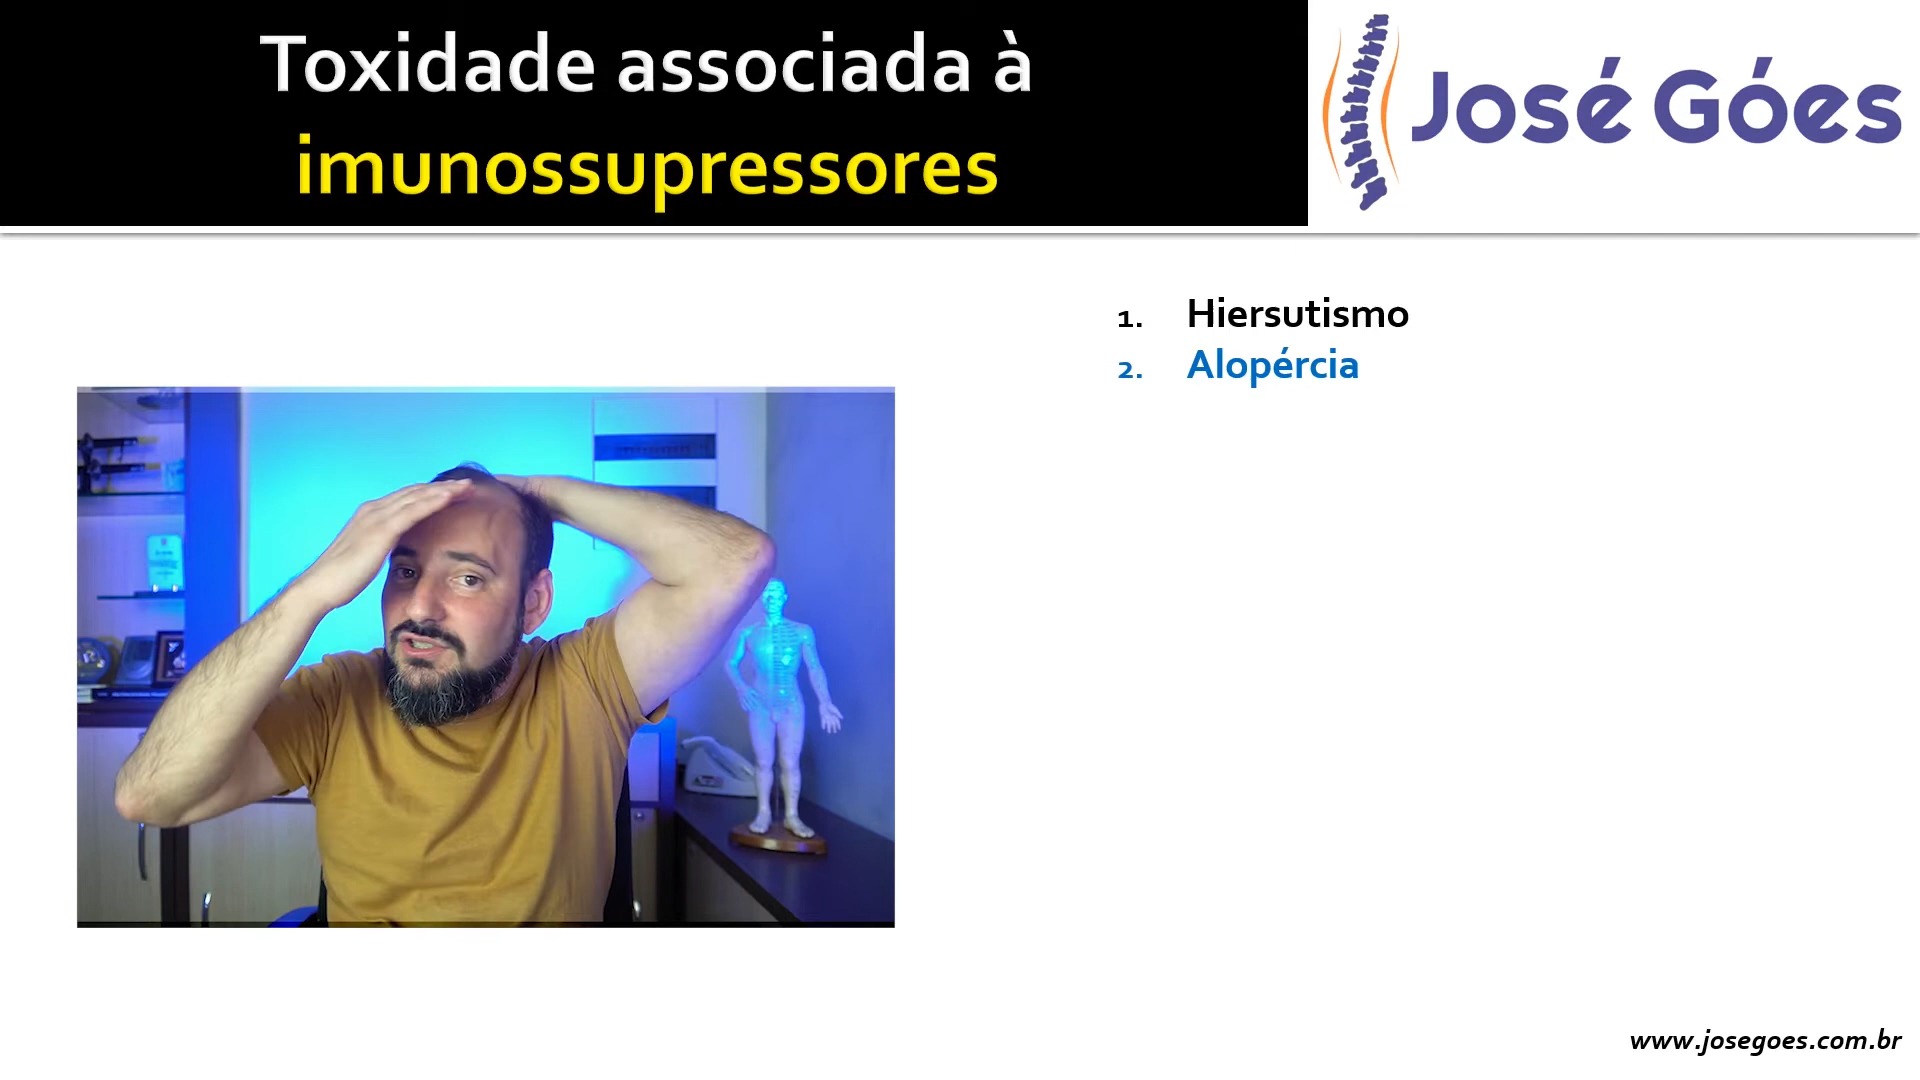 Toxidade associada à
imunossupressores
José Góes
1. Hiersutismo
2. Alopércia
www.josegoes.com.br